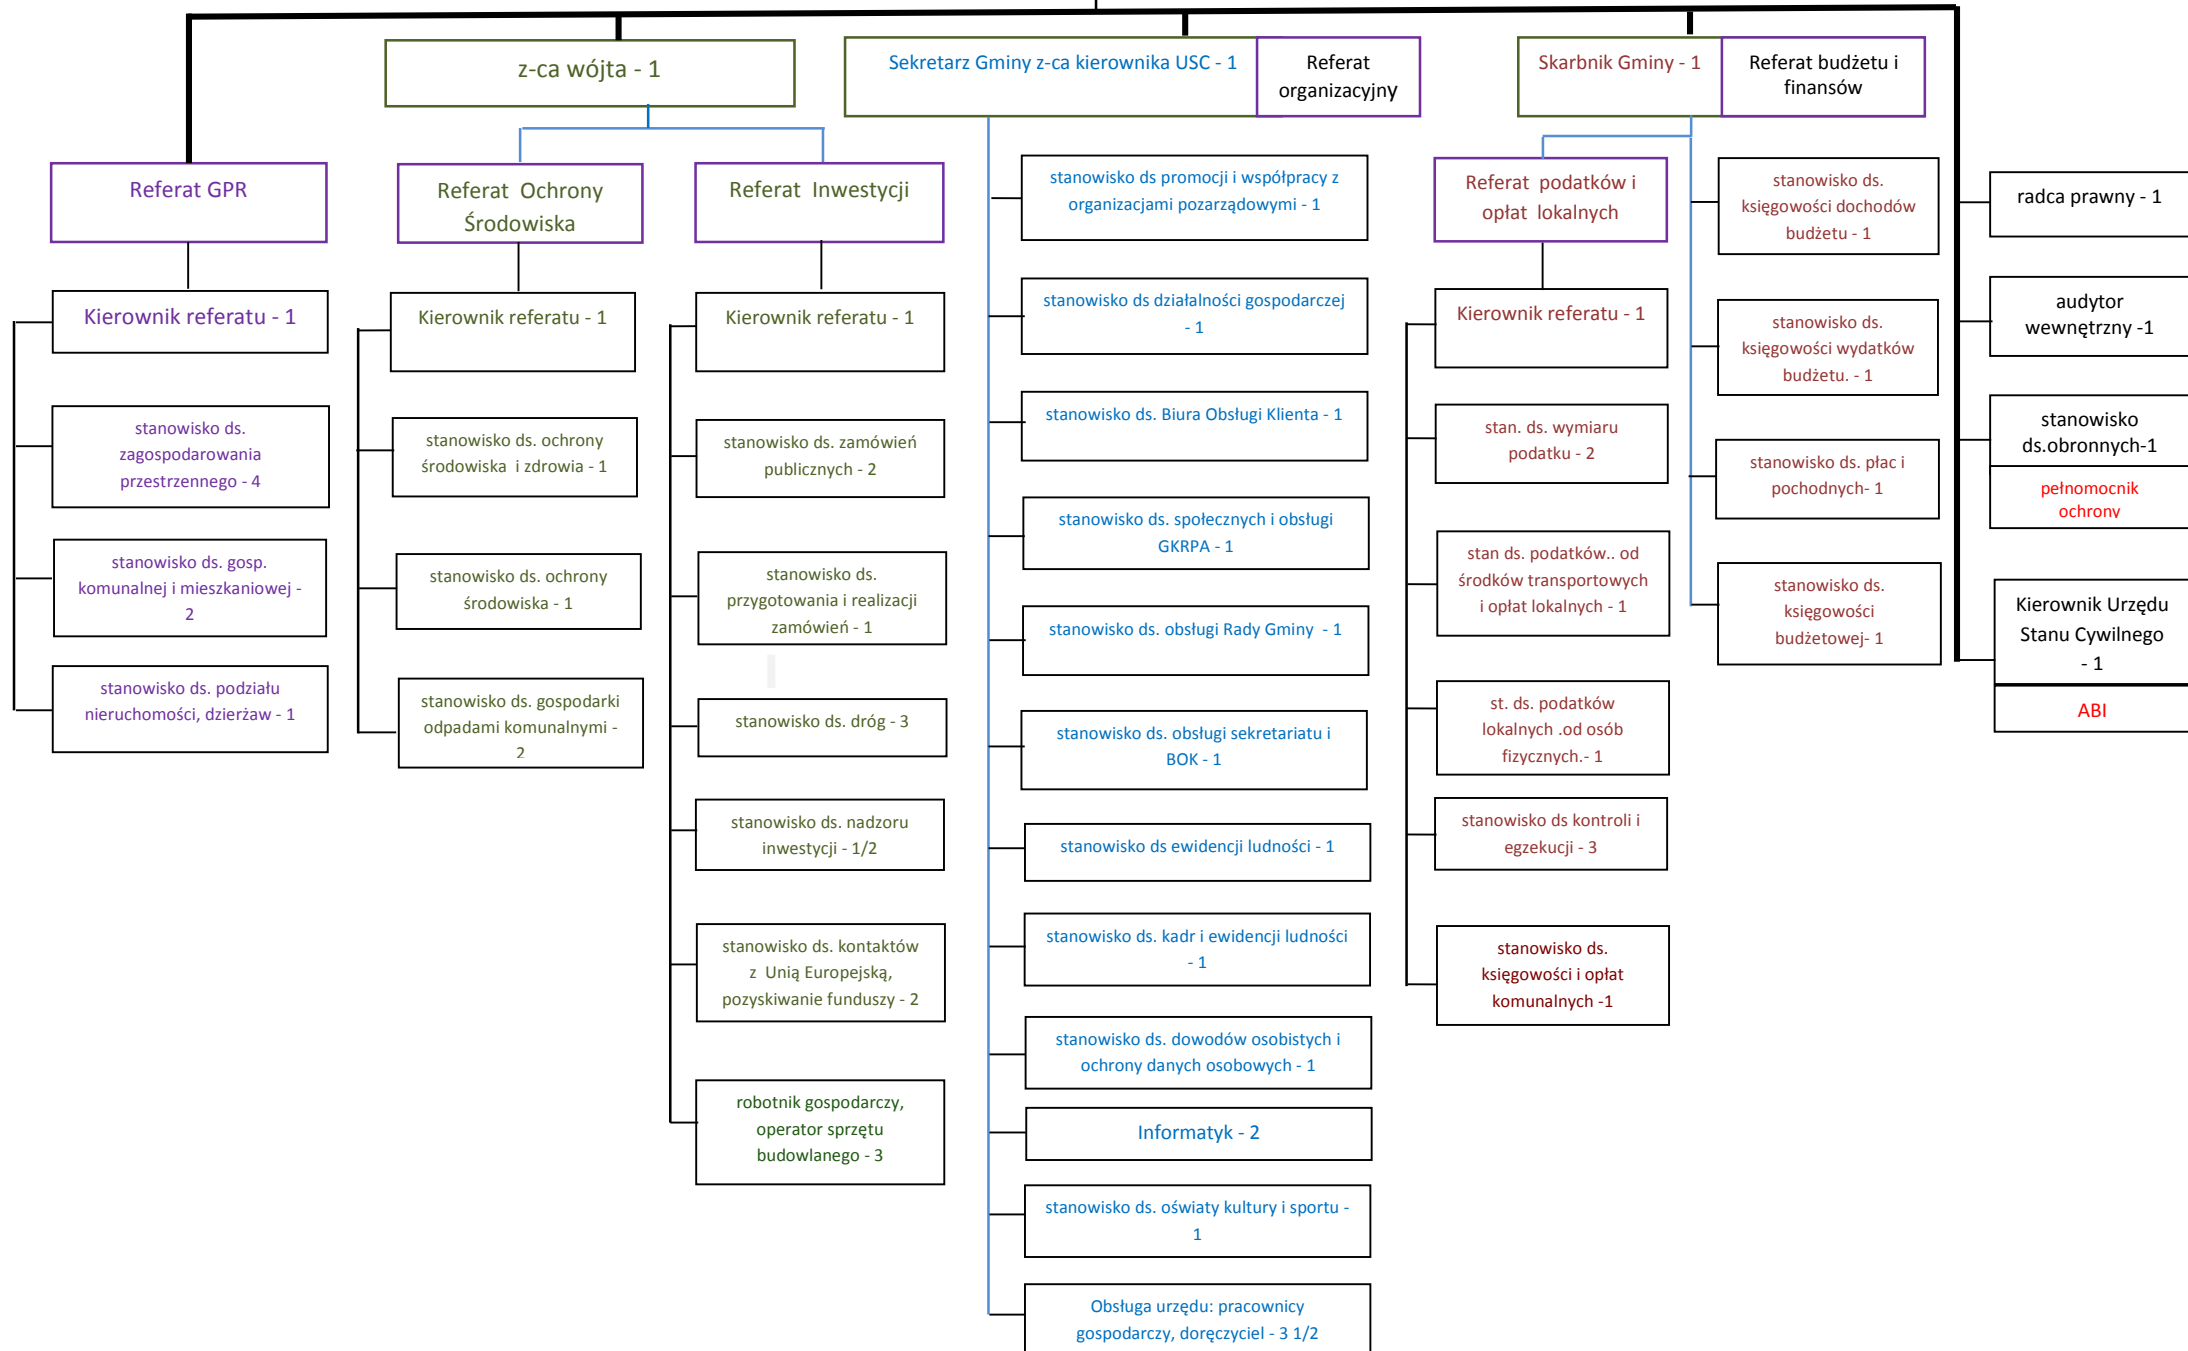 z-ca wójta - 1
Sekretarz Gminy z-ca kierownika USC - 1
Referat
organizacyjny
Skarbnik Gminy - 1
Referat budżetu i
finansów
Referat GPR
Kierownik referatu - 1
stanowisko ds.
zagospodarowania
przestrzennego - 4
stanowisko ds. gosp.
komunalnej i mieszkaniowej -
2
stanowisko ds. podziału
nieruchomości, dzierżaw - 1
Referat Ochrony
Środowiska
Kierownik referatu - 1
stanowisko ds. ochrony
środowiska i zdrowia - 1
stanowisko ds. ochrony
środowiska - 1
stanowisko ds. gospodarki
odpadami komunalnymi -
2
Referat Inwestycji
Kierownik referatu - 1
stanowisko ds. zamówień
publicznych - 2
stanowisko ds.
przygotowania i realizacji
zamówień - 1
stanowisko ds. dróg - 3
stanowisko ds. nadzoru
inwestycji - 1/2
stanowisko ds. kontaktów
z Unią Europejską,
pozyskiwanie funduszy - 2
robotnik gospodarczy,
operator sprzętu
budowlanego - 3
stanowisko ds promocji i współpracy z
organizacjami pozarządowymi - 1
stanowisko ds działalności gospodarczej
- 1
stanowisko ds. Biura Obsługi Klienta - 1
stanowisko ds. społecznych i obsługi
GKRPA - 1
stanowisko ds. obsługi Rady Gminy - 1
stanowisko ds. obsługi sekretariatu i
BOK - 1
stanowisko ds ewidencji ludności - 1
stanowisko ds. kadr i ewidencji ludności
- 1
stanowisko ds. dowodów osobistych i
ochrony danych osobowych - 1
Informatyk - 2
stanowisko ds. oświaty kultury i sportu -
1
Obsługa urzędu: pracownicy
gospodarczy, doręczyciel - 3 1/2
Referat podatków i
opłat lokalnych
Kierownik referatu - 1
stan. ds. wymiaru
podatku - 2
stan ds. podatków.. od
środków transportowych
i opłat lokalnych - 1
st. ds. podatków
lokalnych .od osób
fizycznych.- 1
stanowisko ds kontroli i
egzekucji - 3
stanowisko ds.
księgowości i opłat
komunalnych -1
stanowisko ds.
księgowości dochodów
budżetu - 1
stanowisko ds.
księgowości wydatków
budżetu. - 1
stanowisko ds. płac i
pochodnych- 1
stanowisko ds.
księgowości
budżetowej- 1
radca prawny - 1
audytor
wewnętrzny -1
stanowisko
ds.obronnych-1
pełnomocnik
ochrony
Kierownik Urzędu
Stanu Cywilnego
- 1
ABI